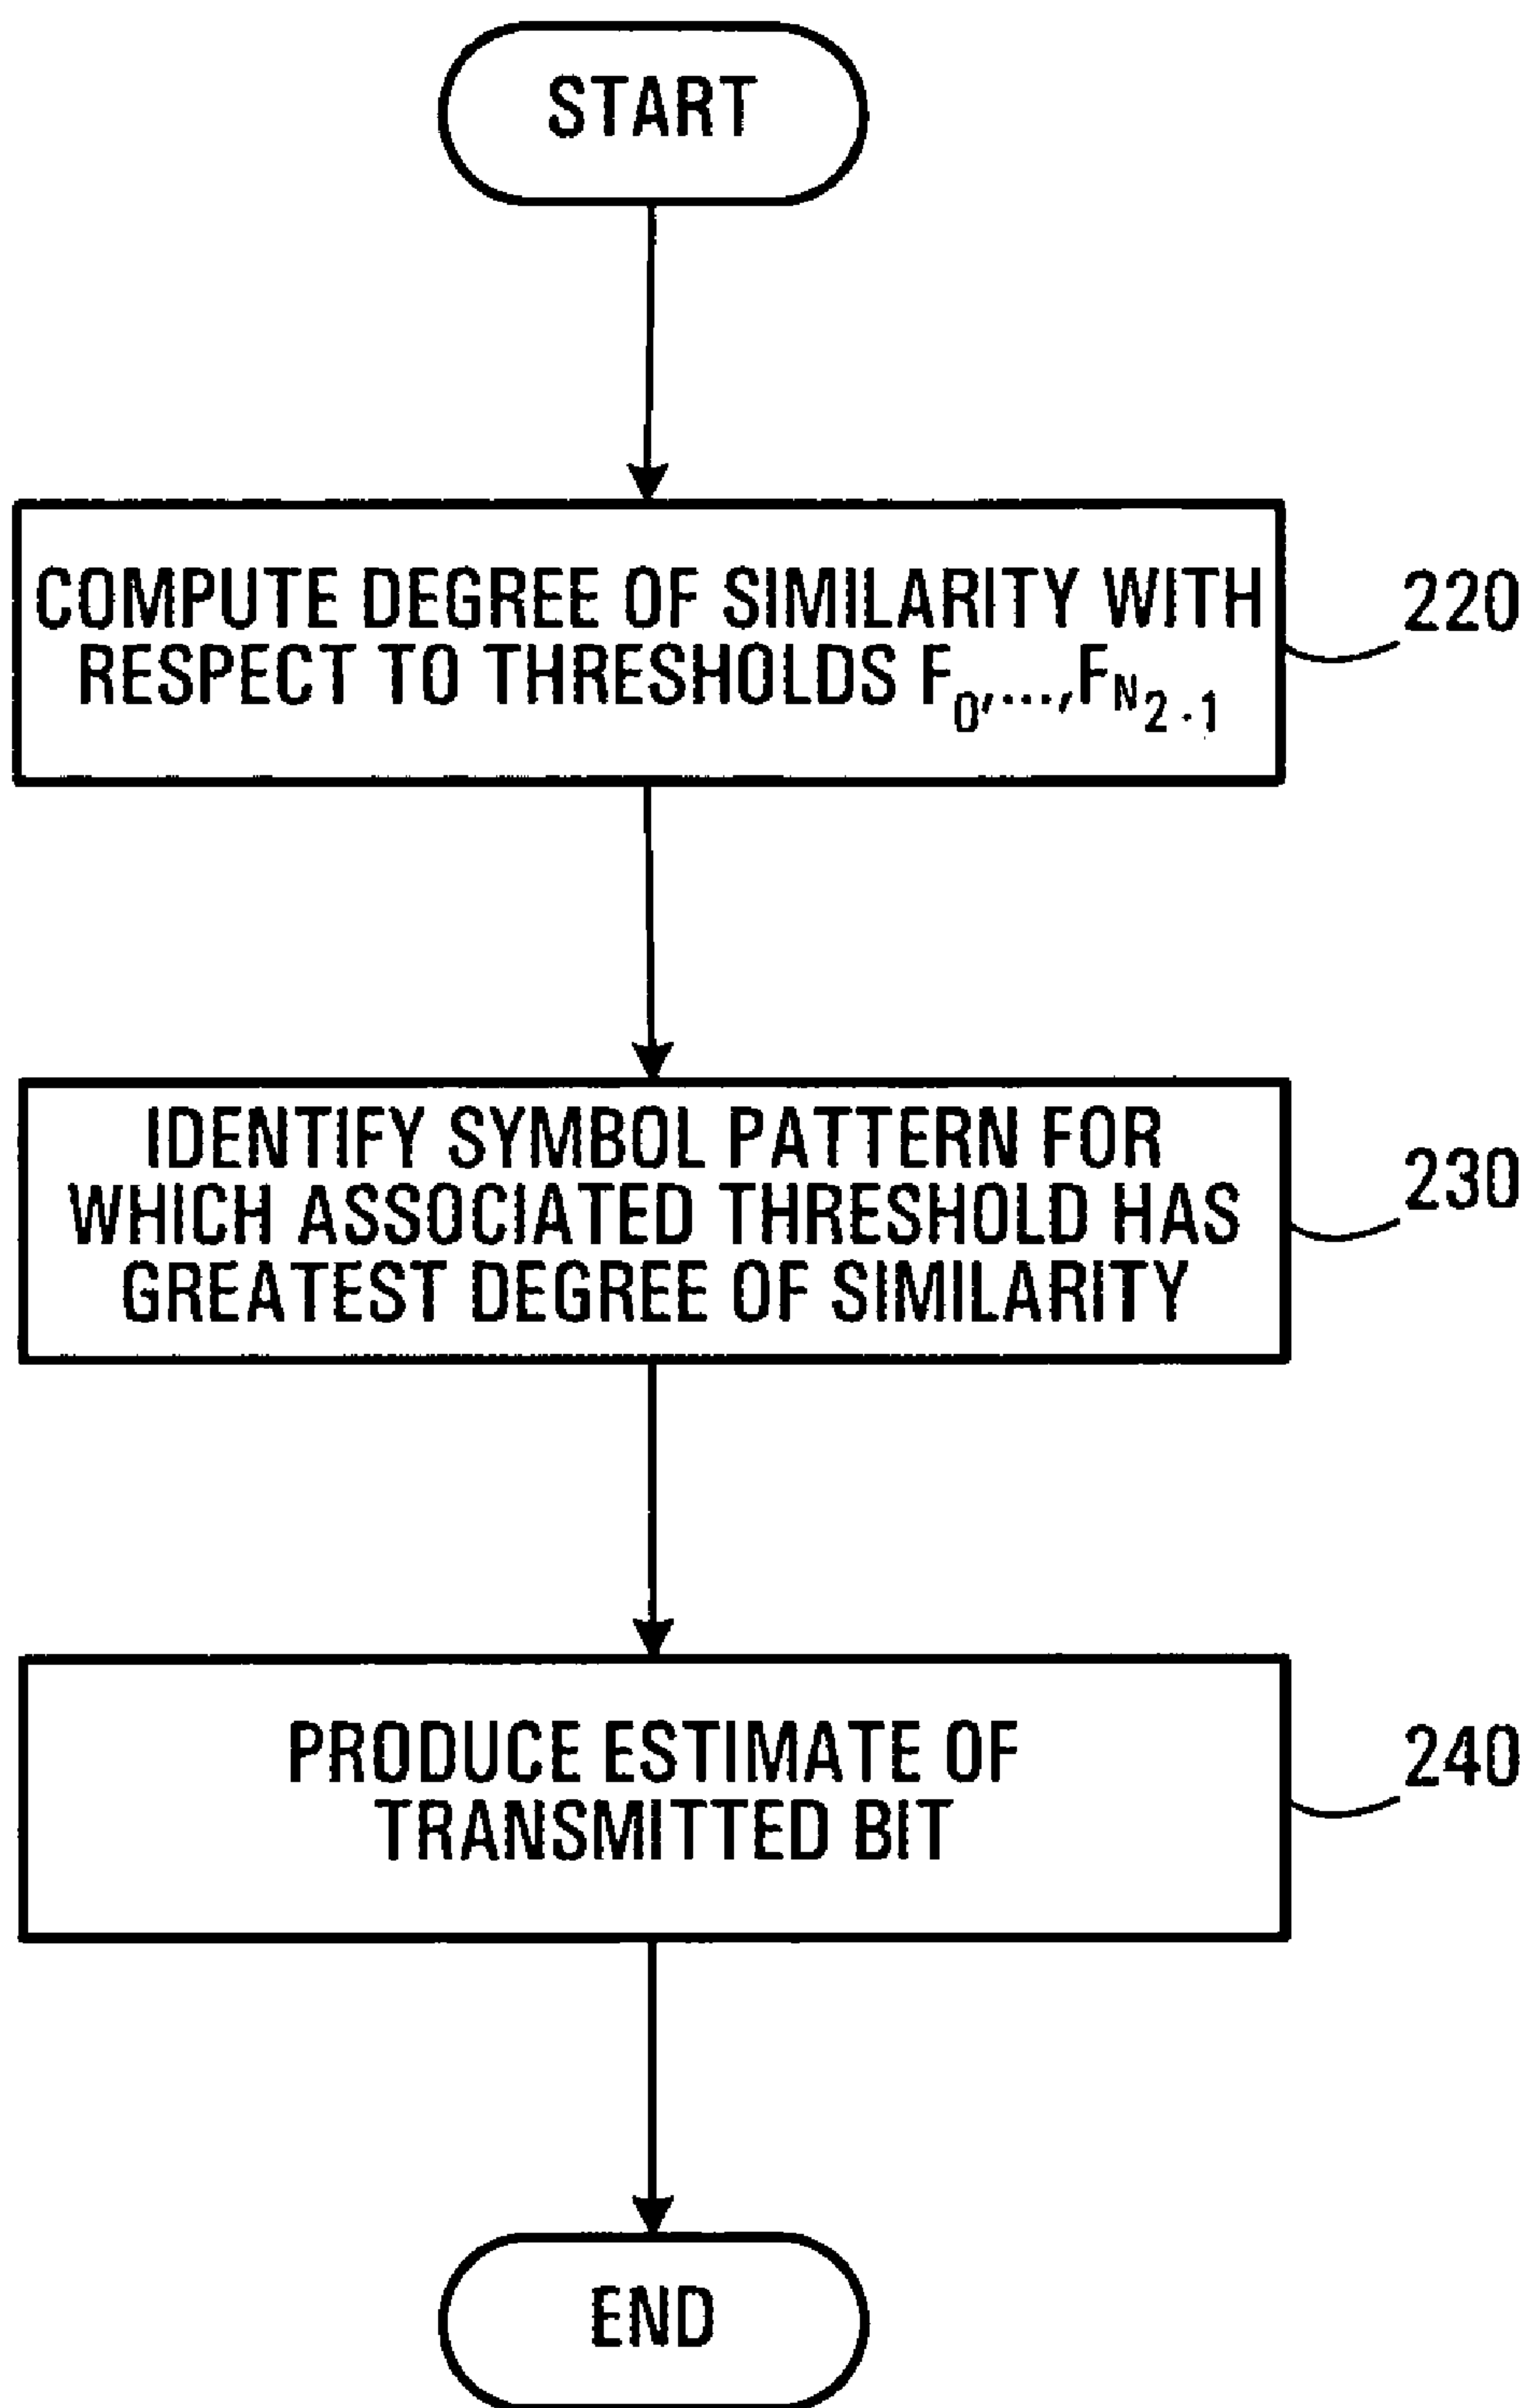 START
COMPUTE DEGREE OF SIMILARITY WITH
RESPECT TO THRESHOLDS F₀,...,F_N₂-1
220
IDENTIFY SYMBOL PATTERN FOR
WHICH ASSOCIATED THRESHOLD HAS
GREATEST DEGREE OF SIMILARITY
230
PRODUCE ESTIMATE OF
TRANSMITTED BIT
240
END